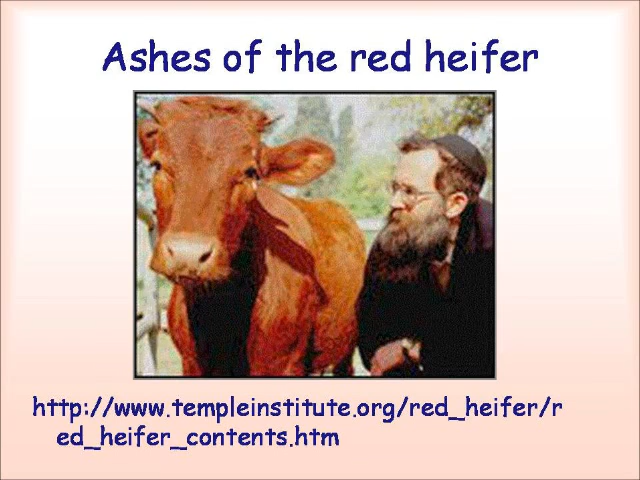 Ashes of the red heifer
http://www.templeinstitute.org/red_heifer/r
ed_heifer_contents.htm